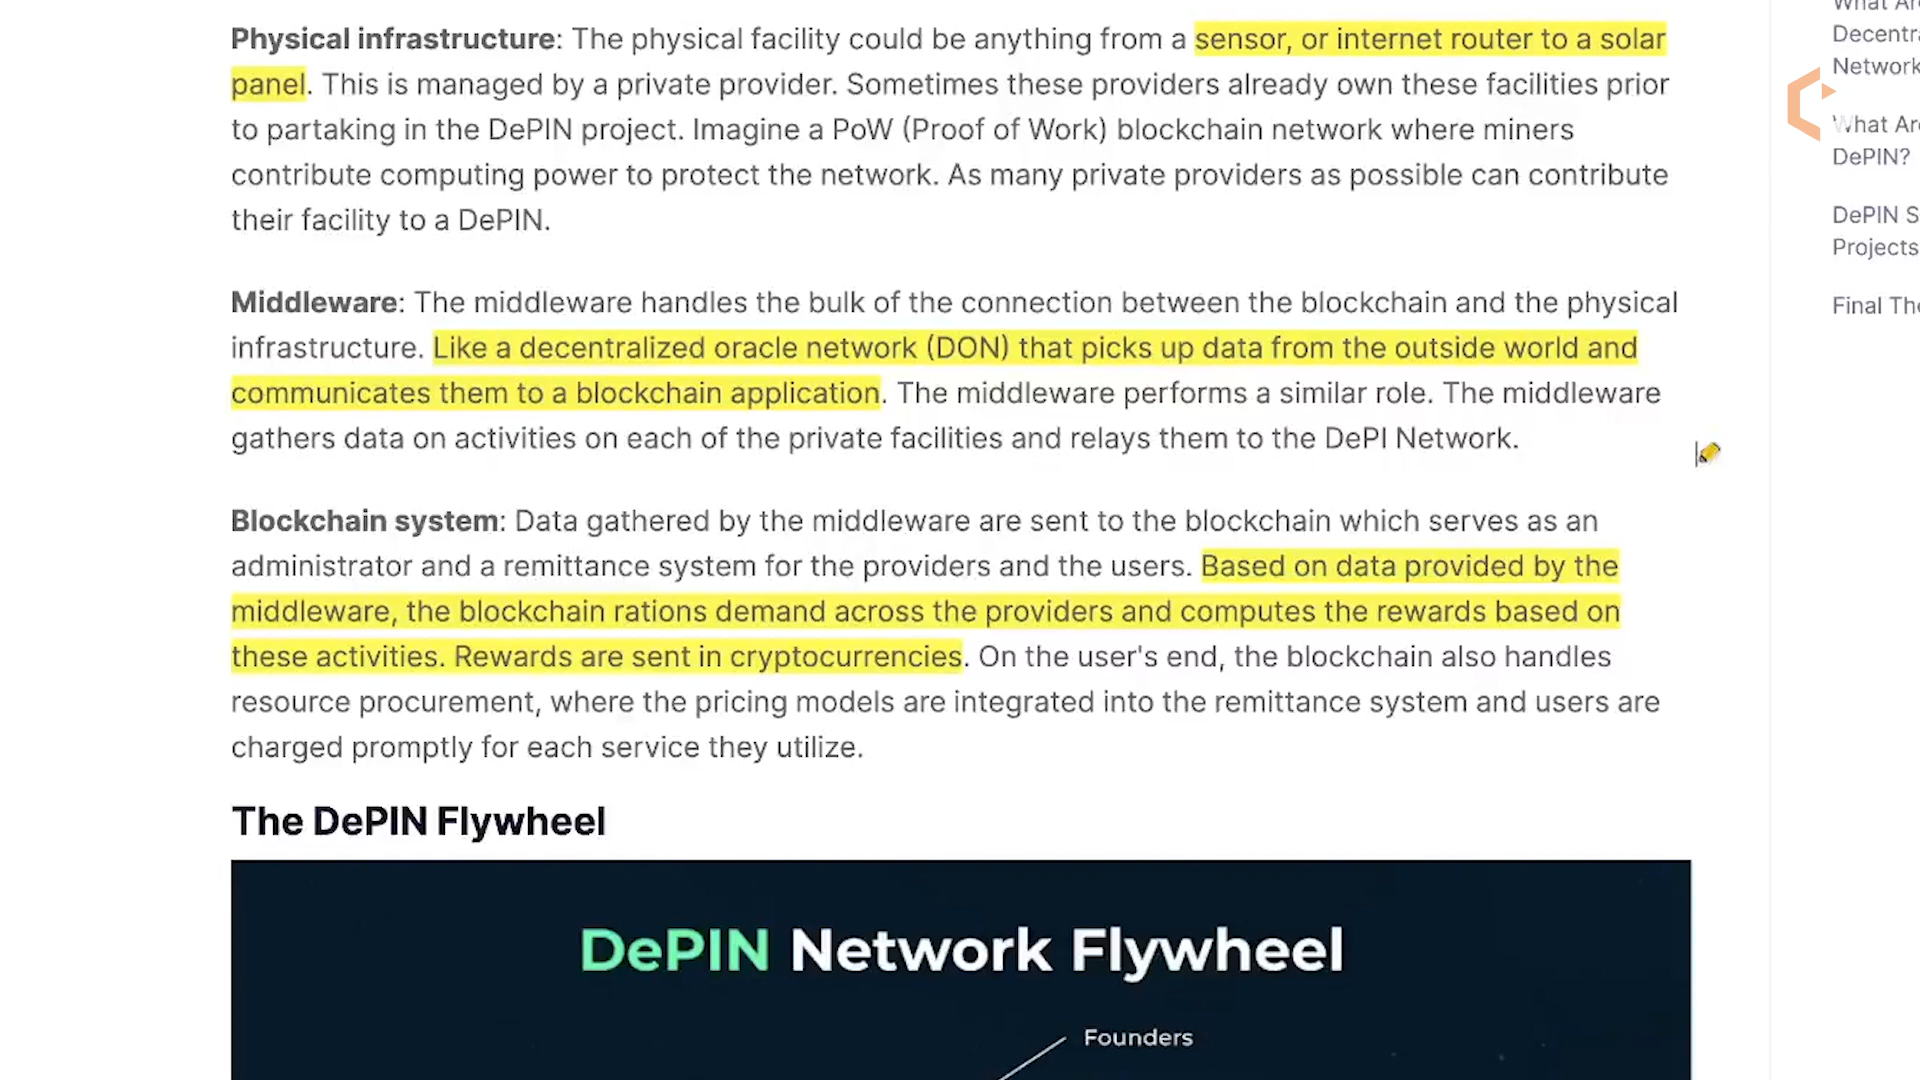 Physical infrastructure: The physical facility could be anything from a sensor, or internet router to a solar
panel. This is managed by a private provider. Sometimes these providers already own these facilities prior
to partaking in the DePIN project. Imagine a PoW (Proof of Work) blockchain network where miners
contribute computing power to protect the network. As many private providers as possible can contribute
their facility to a DePIN.
Middleware: The middleware handles the bulk of the connection between the blockchain and the physical
infrastructure. Like a decentralized oracle network (DON) that picks up data from the outside world and
communicates them to a blockchain application. The middleware performs a similar role. The middleware
gathers data on activities on each of the private facilities and relays them to the DePI Network.
Blockchain system: Data gathered by the middleware are sent to the blockchain which serves as an
administrator and a remittance system for the providers and the users. Based on data provided by the
middleware, the blockchain rations demand across the providers and computes the rewards based on
these activities. Rewards are sent in cryptocurrencies. On the user's end, the blockchain also handles
resource procurement, where the pricing models are integrated into the remittance system and users are
charged promptly for each service they utilize.
The DePIN Flywheel
DePIN Network Flywheel
Founders
What
Network
What
DePIN?
DePIN
Projects
Final